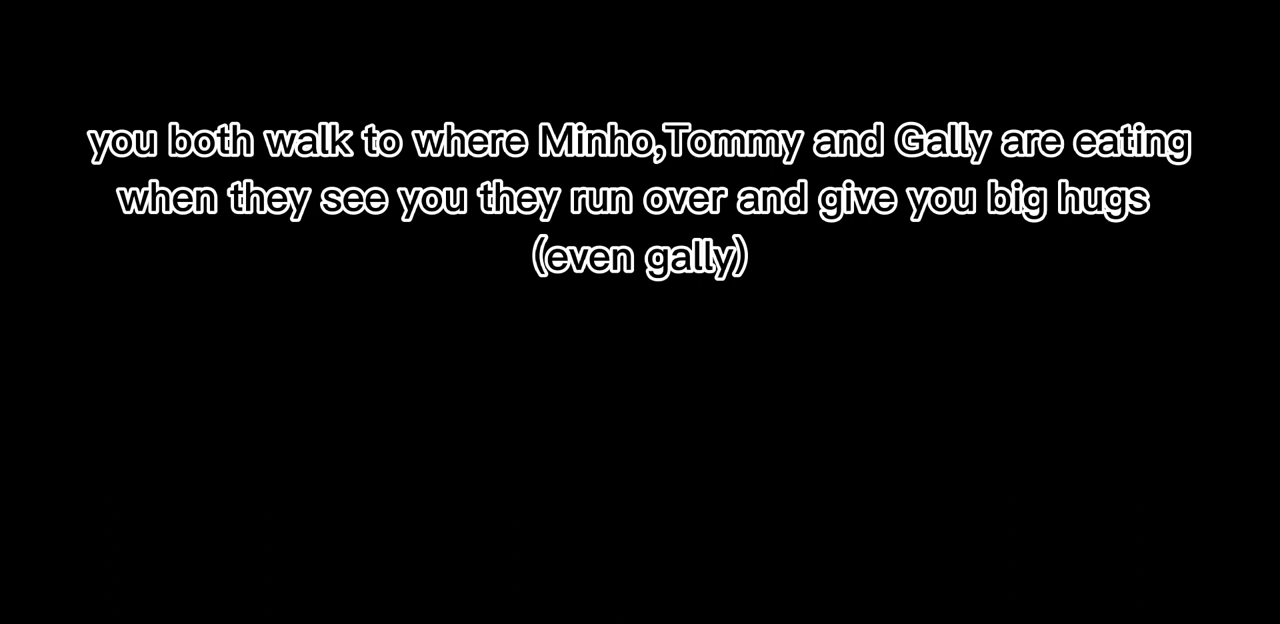 you both walk to where Minho,Tommy and Gally are eating
when they see you they run over and give you big hugs
(even gally)